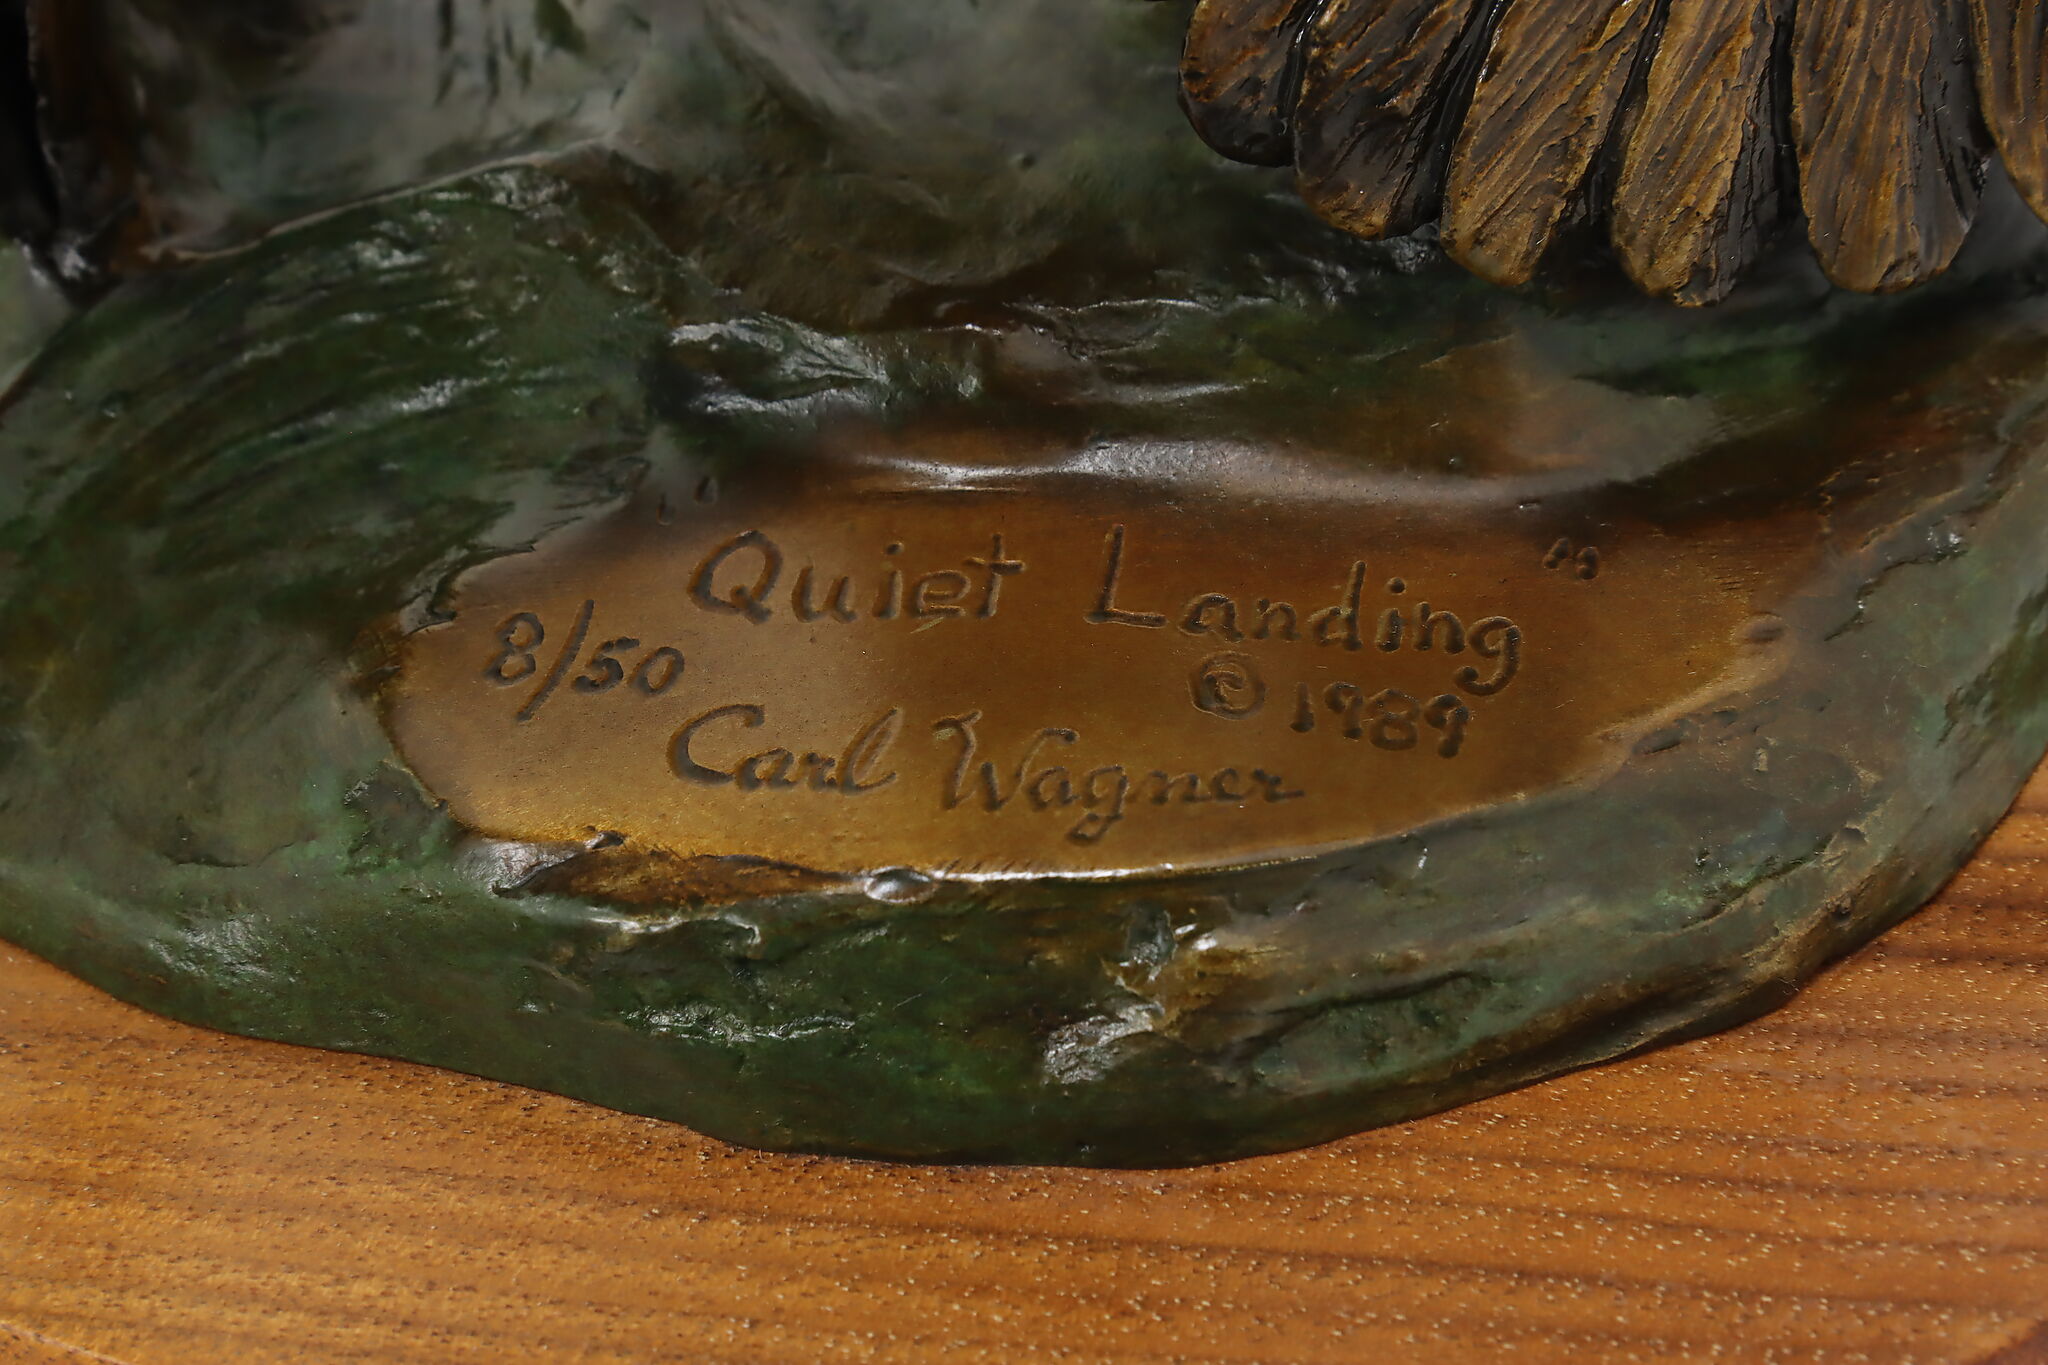 "Quiet Landing"
8/50 © 1989
Carl Wagner